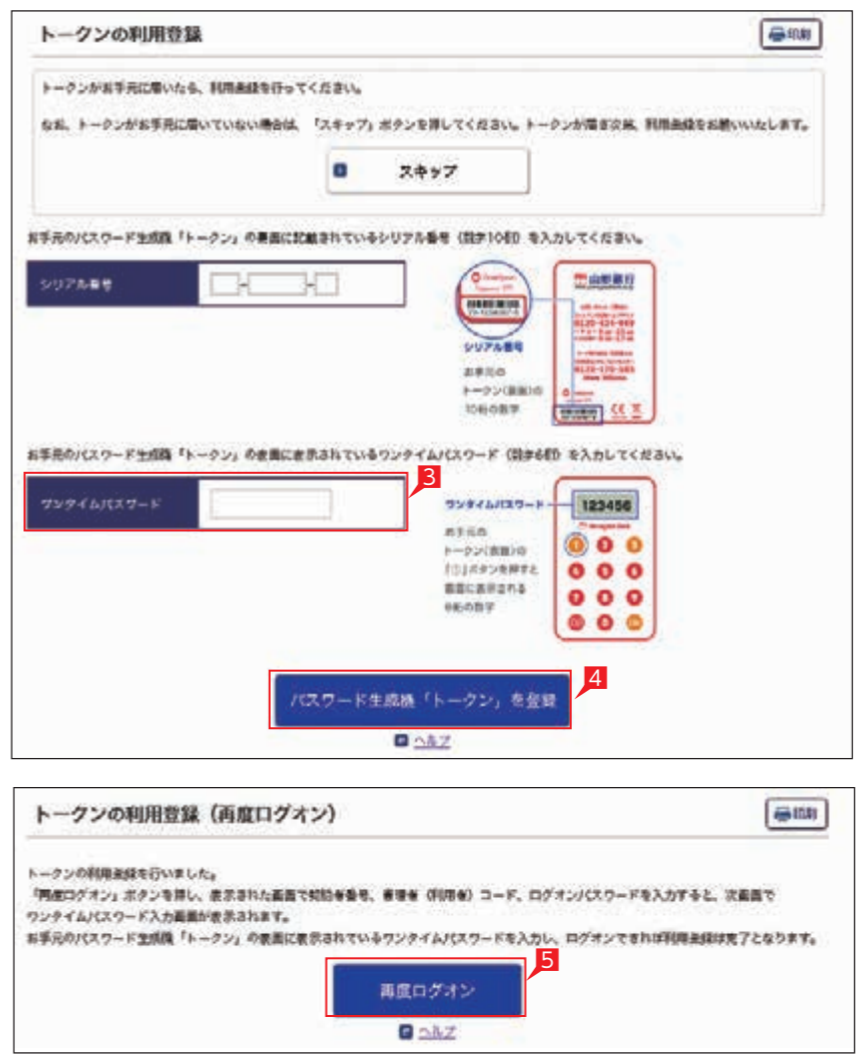 トークンの利用登録
印刷
トークンがお手元に届いたら、利用登録を行ってください。
なお、トークンがお手元に届いていない場合は、「スキップ」ボタンを押してください。トークンが届き次第、利用登録をお願いいたします。
スキップ
お手元のパスワード生成機「トークン」の裏面に記載されているシリアル番号（数字10桁）を入力してください。
シリアル番号
- -
山形銀行
シリアル番号
お手元の
トークン(裏面)の
10桁の数字
お手元のパスワード生成機「トークン」の表面に表示されているワンタイムパスワード（数字6桁）を入力してください。
3
ワンタイムパスワード
ワンタイムパスワード
123456
お手元の
トークン(表面)の
「①」ボタンを押すと
画面に表示される
6桁の数字
4
パスワード生成機「トークン」を登録
ヘルプ
トークンの利用登録（再度ログオン）
印刷
トークンの利用登録を行いました。
「再度ログオン」ボタンを押し、表示された画面で契約者番号、管理者（利用者）コード、ログオンパスワードを入力すると、次画面で
ワンタイムパスワード入力画面が表示されます。
お手元のパスワード生成機「トークン」の表面に表示されているワンタイムパスワードを入力し、ログオンできれば利用登録は完了となります。
5
再度ログオン
ヘルプ